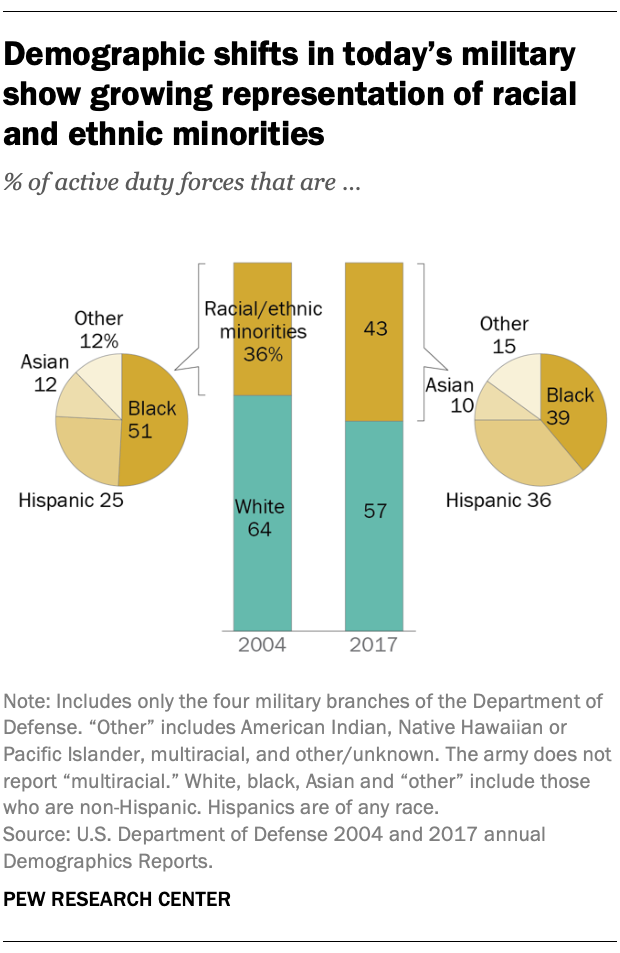 Demographic shifts in today’s military
show growing representation of racial
and ethnic minorities
% of active duty forces that are ...
Other
12%
Asian
12
Black
51
Hispanic 25
Racial/ethnic
minorities
36%
White
64
2004
43
57
2017
Other
15
Asian
10
Black
39
Hispanic 36
Note: Includes only the four military branches of the Department of
Defense. “Other” includes American Indian, Native Hawaiian or
Pacific Islander, multiracial, and other/unknown. The army does not
report “multiracial.” White, black, Asian and “other” include those
who are non-Hispanic. Hispanics are of any race.
Source: U.S. Department of Defense 2004 and 2017 annual
Demographics Reports.
PEW RESEARCH CENTER